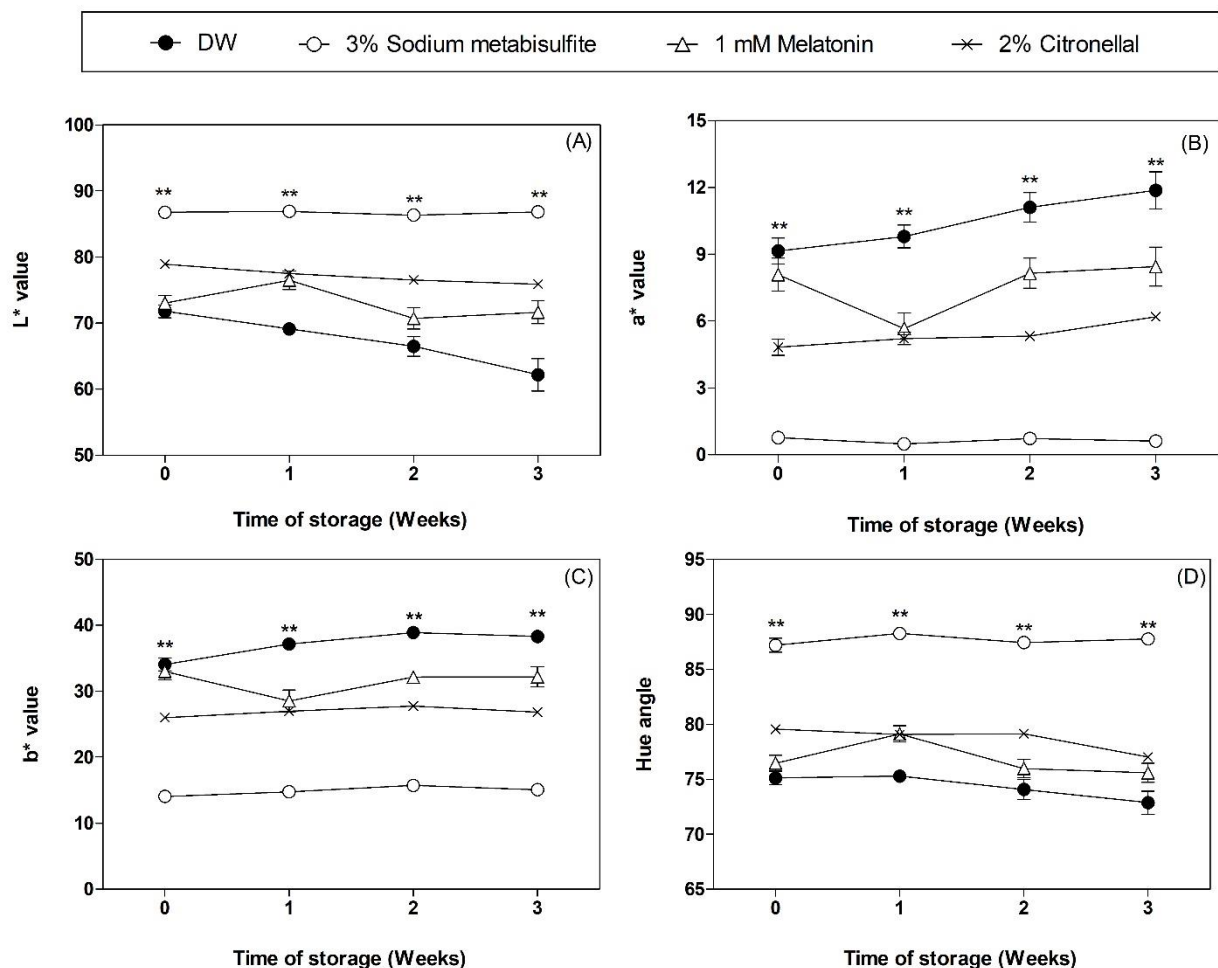 DW 3% Sodium metabisulfite 1 mM Melatonin 2% Citronellal
(A)
100
90
80
70
60
50
L* value
** ** ** **
0 1 2 3
Time of storage (Weeks)
(B)
15
12
9
6
3
0
a* value
** ** ** **
0 1 2 3
Time of storage (Weeks)
(C)
50
40
30
20
10
0
b* value
** ** ** **
0 1 2 3
Time of storage (Weeks)
(D)
95
90
85
80
75
70
65
Hue angle
** ** ** **
0 1 2 3
Time of storage (Weeks)